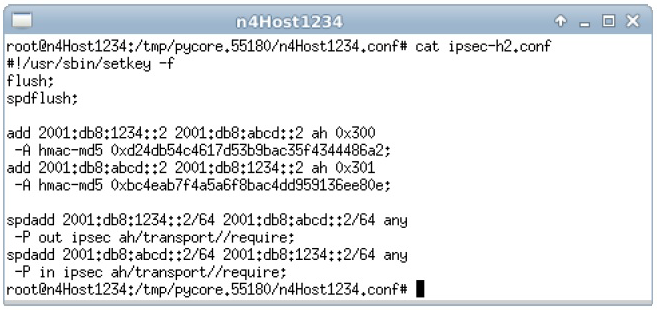 n4Host1234
root@n4Host1234:/tmp/pycore.55180/n4Host1234.conf# cat ipsec-h2.conf
#!/usr/sbin/setkey -f
flush;
spdflush;
add 2001:db8:1234::2 2001:db8:abcd::2 ah 0x300
 -A hmac-md5 0xd24db54c4617d53b9bac35f4344486a2;
add 2001:db8:abcd::2 2001:db8:1234::2 ah 0x301
 -A hmac-md5 0xbc4eab7f4a5a6f8bac4dd959136ee80e;
spdadd 2001:db8:1234::2/64 2001:db8:abcd::2/64 any
 -P out ipsec ah/transport//require;
spdadd 2001:db8:abcd::2/64 2001:db8:1234::2/64 any
 -P in ipsec ah/transport//require;
root@n4Host1234:/tmp/pycore.55180/n4Host1234.conf#